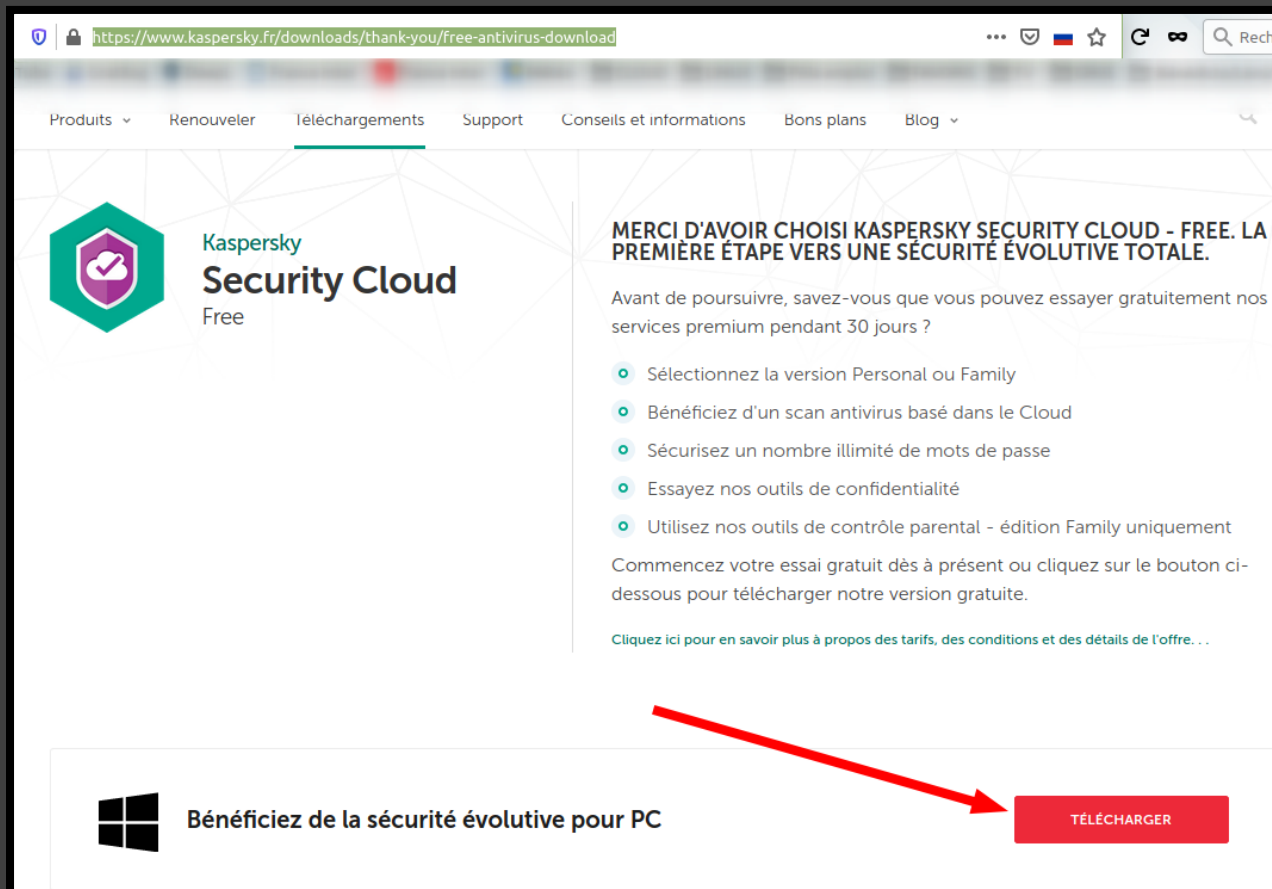 https://www.kaspersky.fr/downloads/thank-you/free-antivirus-download
Rech
Produits Renouveler Téléchargements Support Conseils et informations Bons plans Blog
Kaspersky
Security Cloud
Free
MERCI D'AVOIR CHOISI KASPERSKY SECURITY CLOUD - FREE. LA
PREMIÈRE ÉTAPE VERS UNE SÉCURITÉ ÉVOLUTIVE TOTALE.
Avant de poursuivre, savez-vous que vous pouvez essayer gratuitement nos
services premium pendant 30 jours ?
Sélectionnez la version Personal ou Family
Bénéficiez d'un scan antivirus basé dans le Cloud
Sécurisez un nombre illimité de mots de passe
Essayez nos outils de confidentialité
Utilisez nos outils de contrôle parental - édition Family uniquement
Commencez votre essai gratuit dès à présent ou cliquez sur le bouton ci-
dessous pour télécharger notre version gratuite.
Cliquez ici pour en savoir plus à propos des tarifs, des conditions et des détails de l'offre. . .
Bénéficiez de la sécurité évolutive pour PC
TÉLÉCHARGER